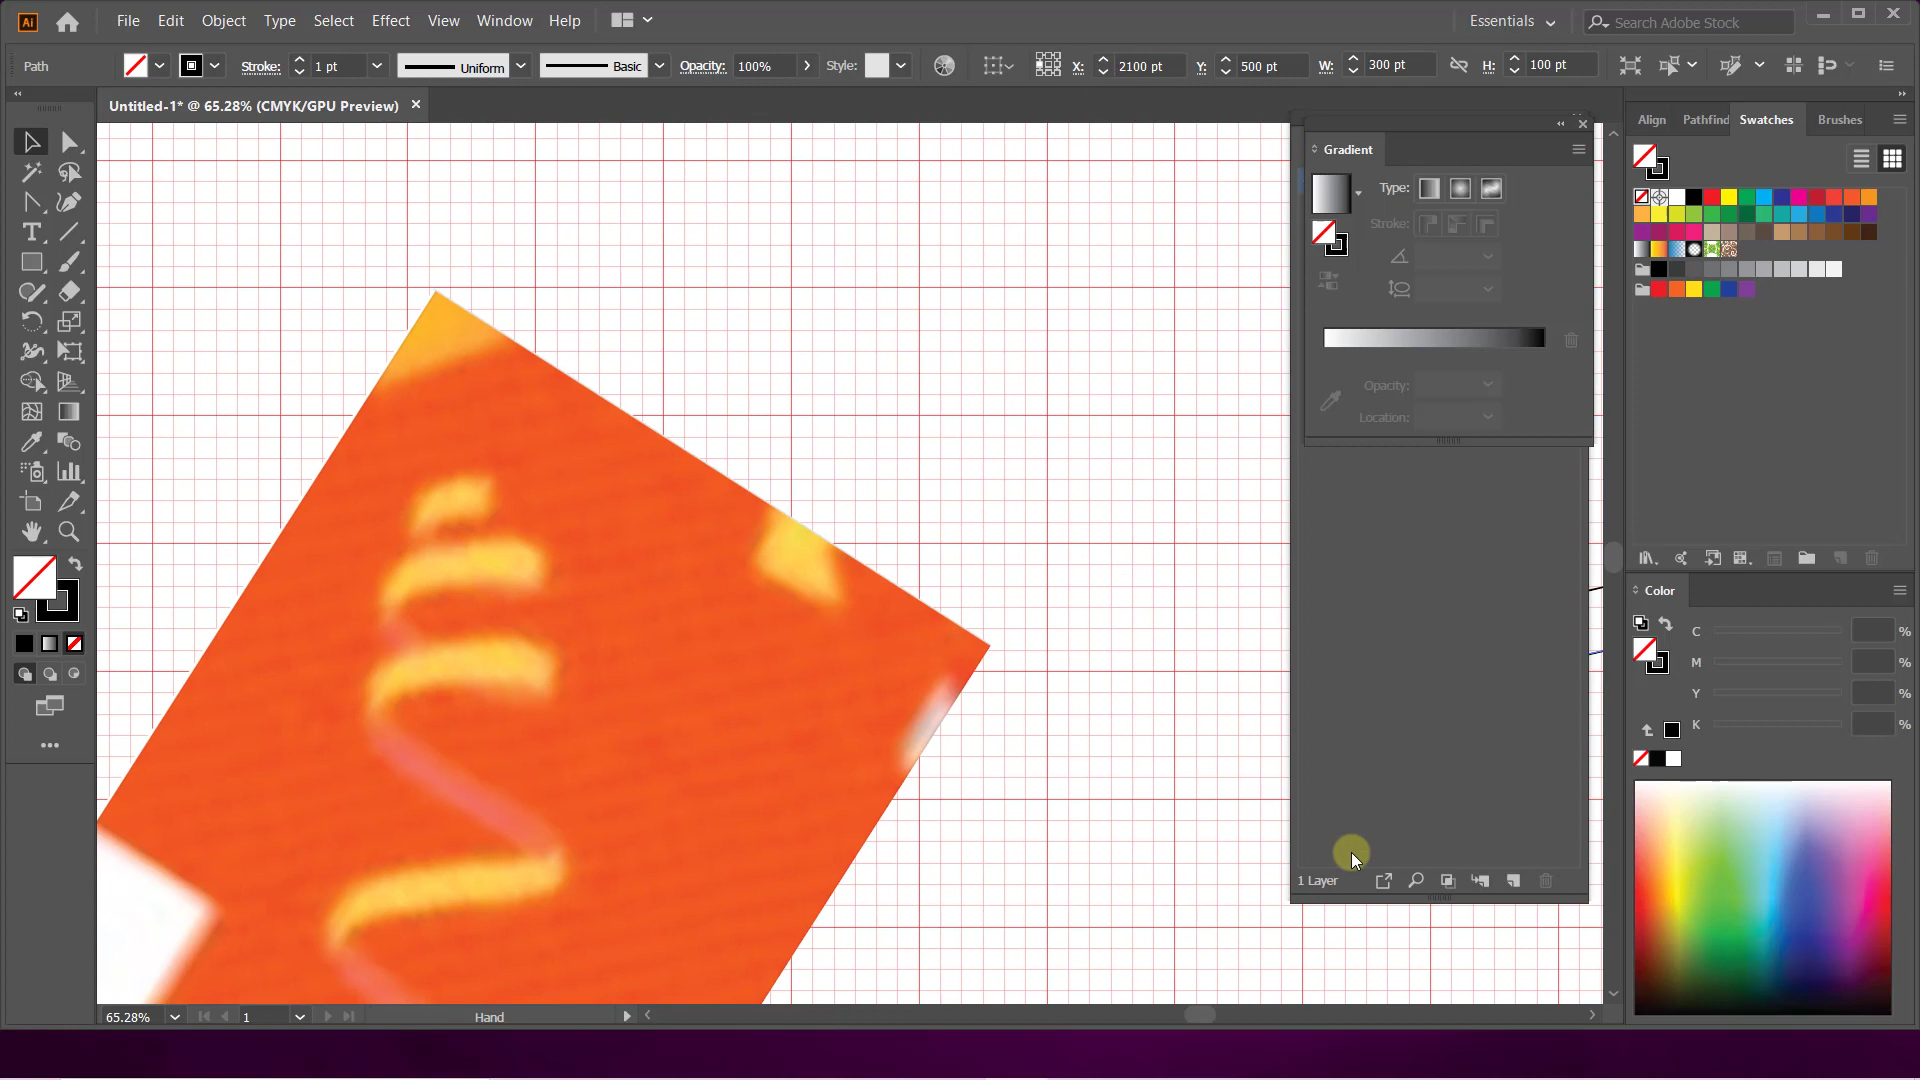 Ai File Edit Object Type Select Effect View Window Help Essentials Search Adobe Stock
Path Stroke: 1 pt Uniform Basic Opacity: 100% Style: X: 2100 pt Y: 500 pt W: 300 pt H: 100 pt
Untitled-1* @ 65.28% (CMYK/GPU Preview)
Align Pathfind Swatches Brushes
Gradient
Type:
Stroke:
Opacity:
Location:
Color
C %
M %
Y %
K %
1 Layer
65.28% 1 Hand